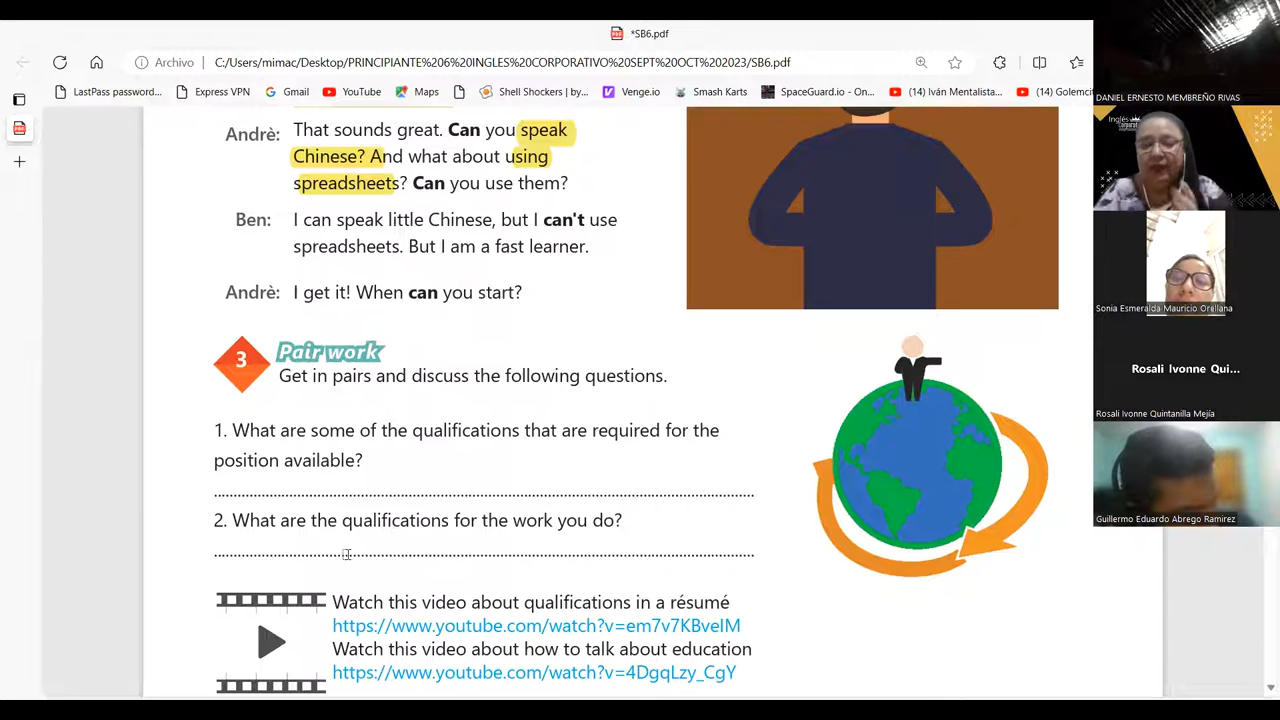 *SB6.pdf
Archivo C:/Users/mimac/Desktop/PRINCIPIANTE%206%20INGLES%20CORPORATIVO%20SEPT%20OCT%202023/SB6.pdf
LastPass password... Express VPN Gmail YouTube Maps Shell Shockers | by... Venge.io Smash Karts SpaceGuard.io - On... (14) Iván Mentalista... (14) Golemcit
DANIEL ERNESTO MEMBREÑO RIVAS
Andrè: That sounds great. Can you speak
Chinese? And what about using
spreadsheets? Can you use them?
Ben: I can speak little Chinese, but I can't use
spreadsheets. But I am a fast learner.
Andrè: I get it! When can you start?
Inglés
Sonia Esmeralda Mauricio Orellana
Rosali Ivonne Qui...
Rosali Ivonne Quintanilla Mejía
Guillermo Eduardo Abrego Ramirez
3 Pair work
Get in pairs and discuss the following questions.
1. What are some of the qualifications that are required for the
position available?
2. What are the qualifications for the work you do?
Watch this video about qualifications in a résumé
https://www.youtube.com/watch?v=em7v7KBveIM
Watch this video about how to talk about education
https://www.youtube.com/watch?v=4DgqLzy_CgY